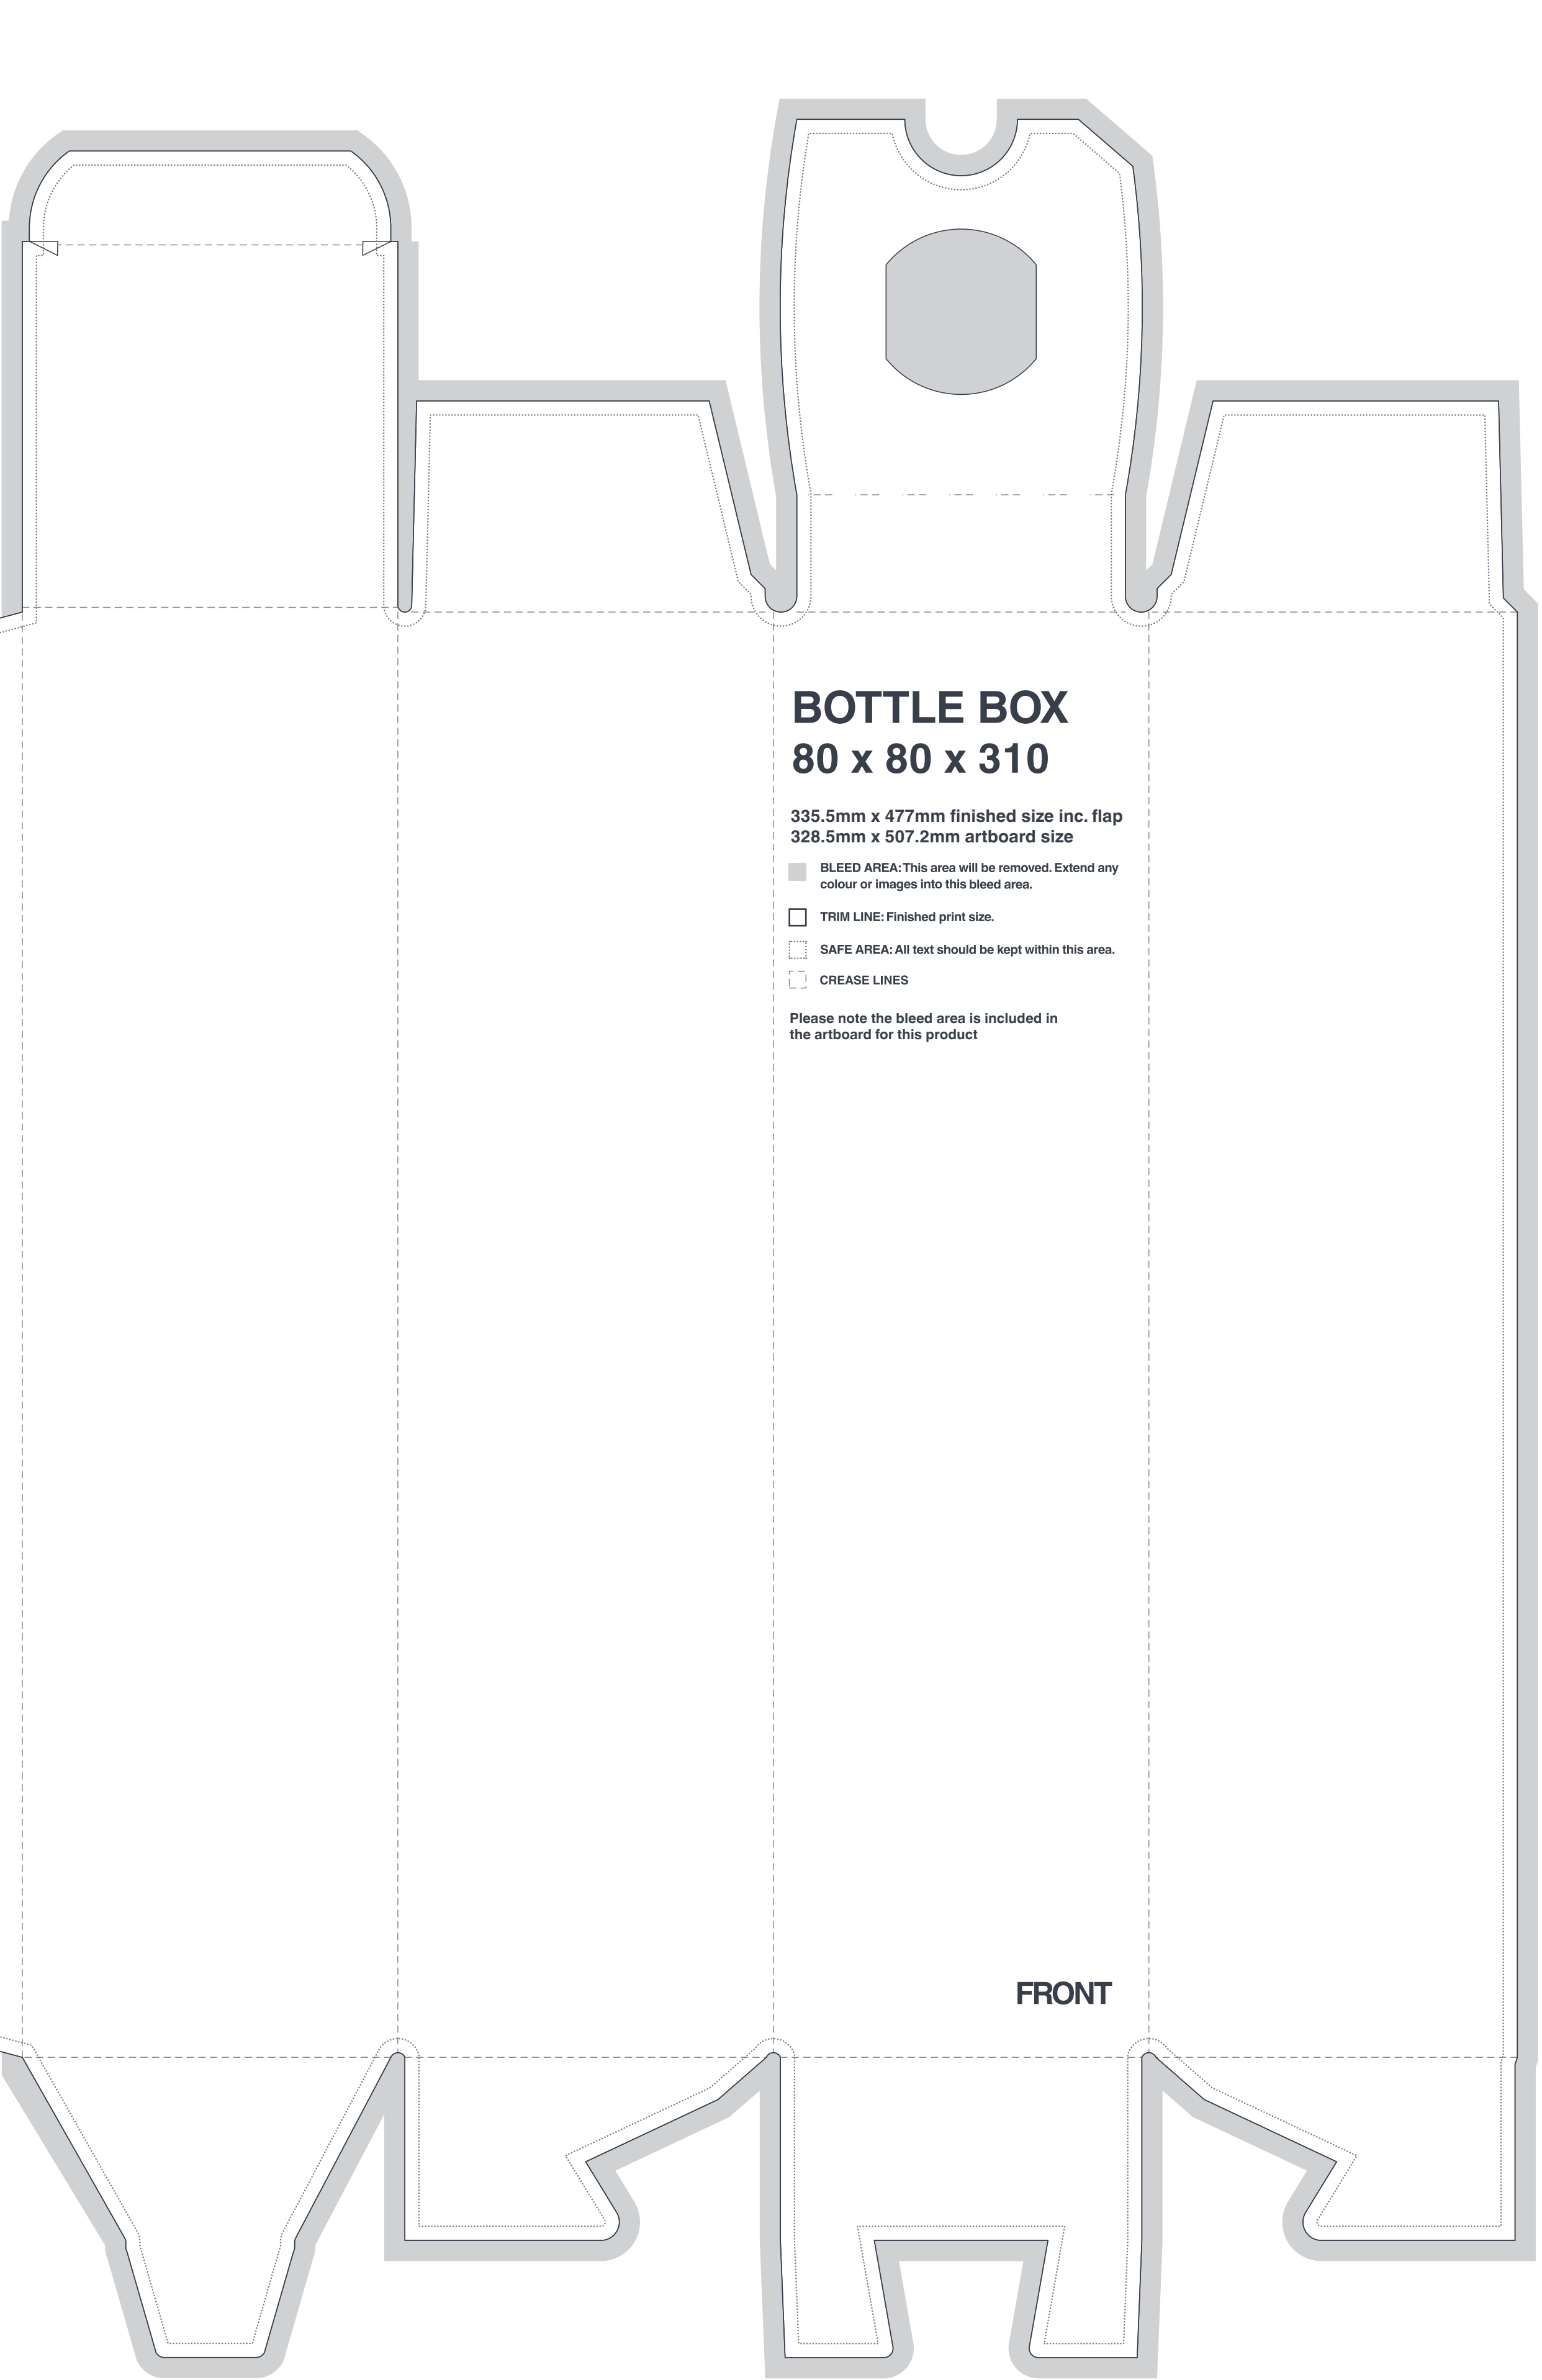 BOTTLE BOX
80 x 80 x 310
335.5mm x 477mm finished size inc. flap
328.5mm x 507.2mm artboard size
BLEED AREA: This area will be removed. Extend any
colour or images into this bleed area.
TRIM LINE: Finished print size.
SAFE AREA: All text should be kept within this area.
CREASE LINES
Please note the bleed area is included in
the artboard for this product
FRONT